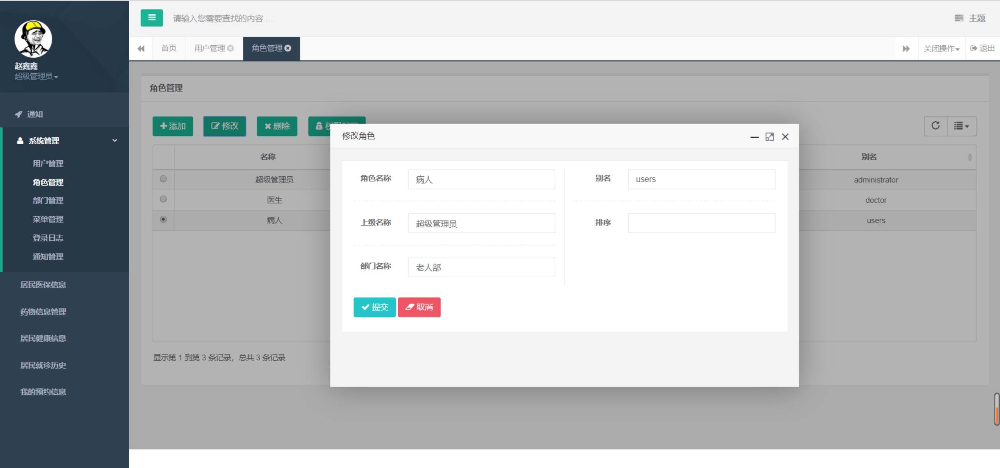 请输入您需要查找的内容 …
主题
首页
用户管理
角色管理
关闭操作
退出
赵鑫鑫
超级管理员
通知
系统管理
用户管理
角色管理
部门管理
菜单管理
登录日志
通知管理
居民医保信息
药物信息管理
居民健康信息
居民就诊历史
我的预约信息
角色管理
添加
修改
删除
名称
别名
超级管理员
administrator
医生
doctor
病人
users
显示第 1 到第 3 条记录，总共 3 条记录
修改角色
角色名称
病人
别名
users
上级名称
超级管理员
排序
部门名称
老人部
提交
取消